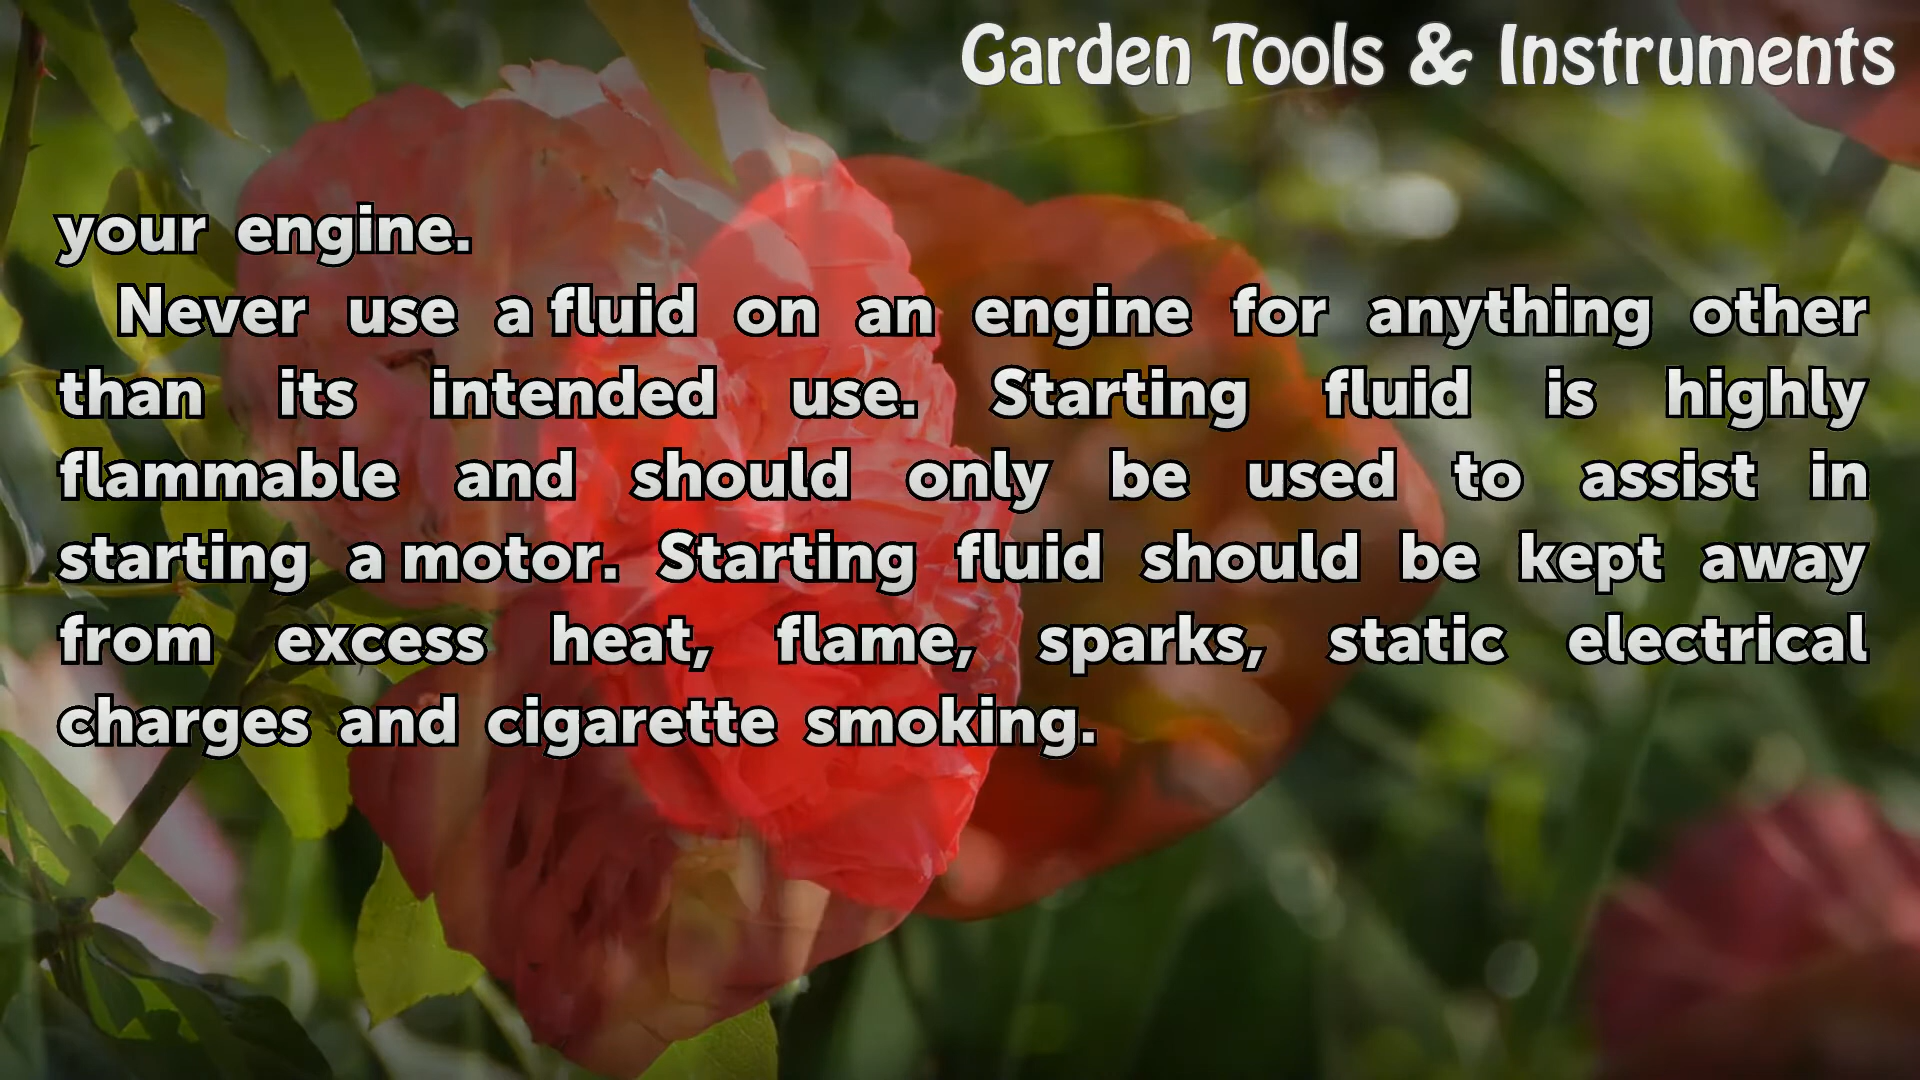 Garden Tools & Instruments
your engine.
Never use a fluid on an engine for anything other
than its intended use. Starting fluid is highly
flammable and should only be used to assist in
starting a motor. Starting fluid should be kept away
from excess heat, flame, sparks, static electrical
charges and cigarette smoking.